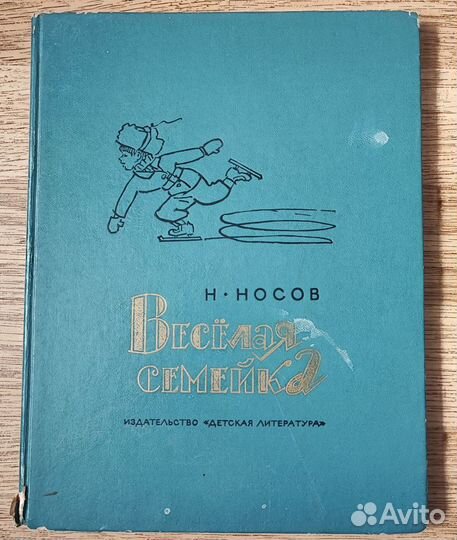 Н · НОСОВ
ВЕСЁЛАЯ
СЕМЕЙКА
ИЗДАТЕЛЬСТВО «ДЕТСКАЯ ЛИТЕРАТУРА»
Avito